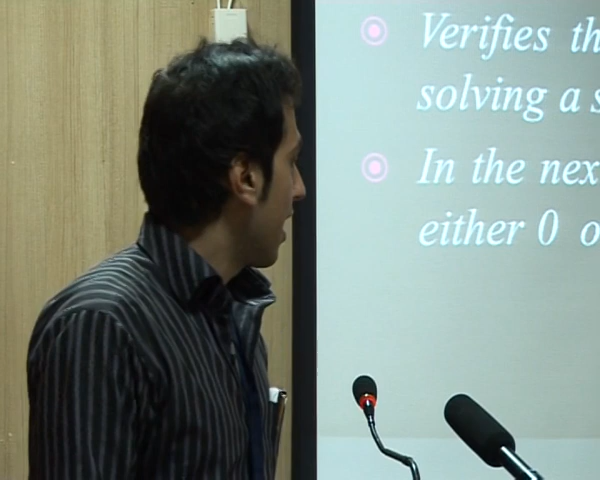 Verifies th
solving a s
In the nex
either 0 o